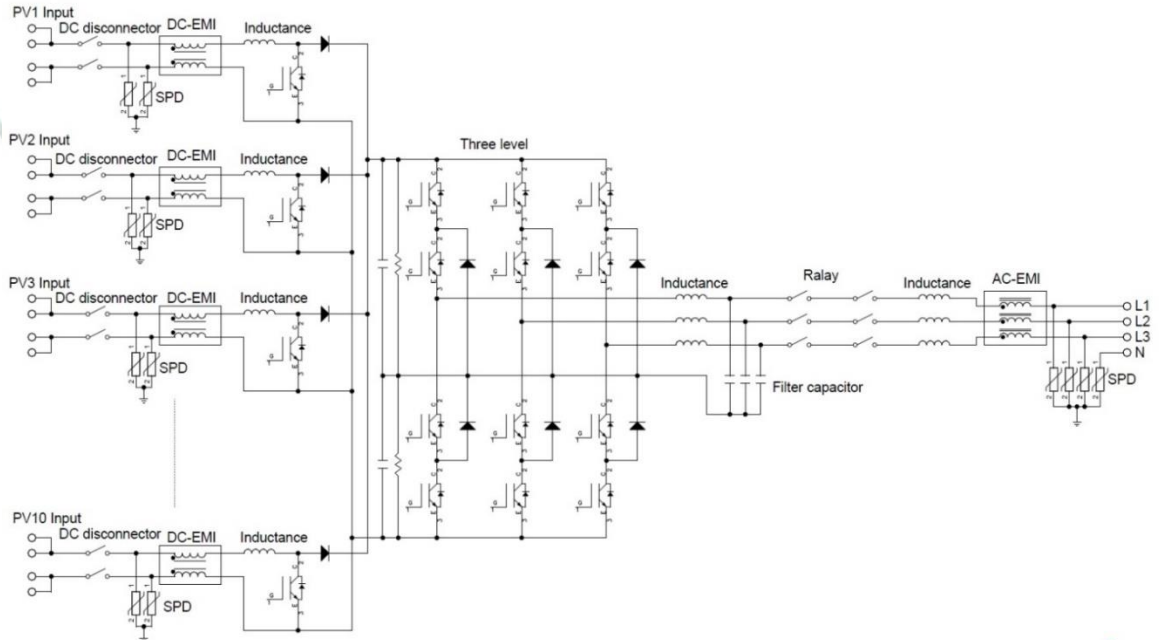 PV1 Input
DC disconnector
DC-EMI
Inductance
SPD
PV2 Input
DC disconnector
DC-EMI
Inductance
SPD
Three level
PV3 Input
DC disconnector
DC-EMI
Inductance
SPD
Inductance
Ralay
Inductance
AC-EMI
L1
L2
L3
N
Filter capacitor
SPD
PV10 Input
DC disconnector
DC-EMI
Inductance
SPD